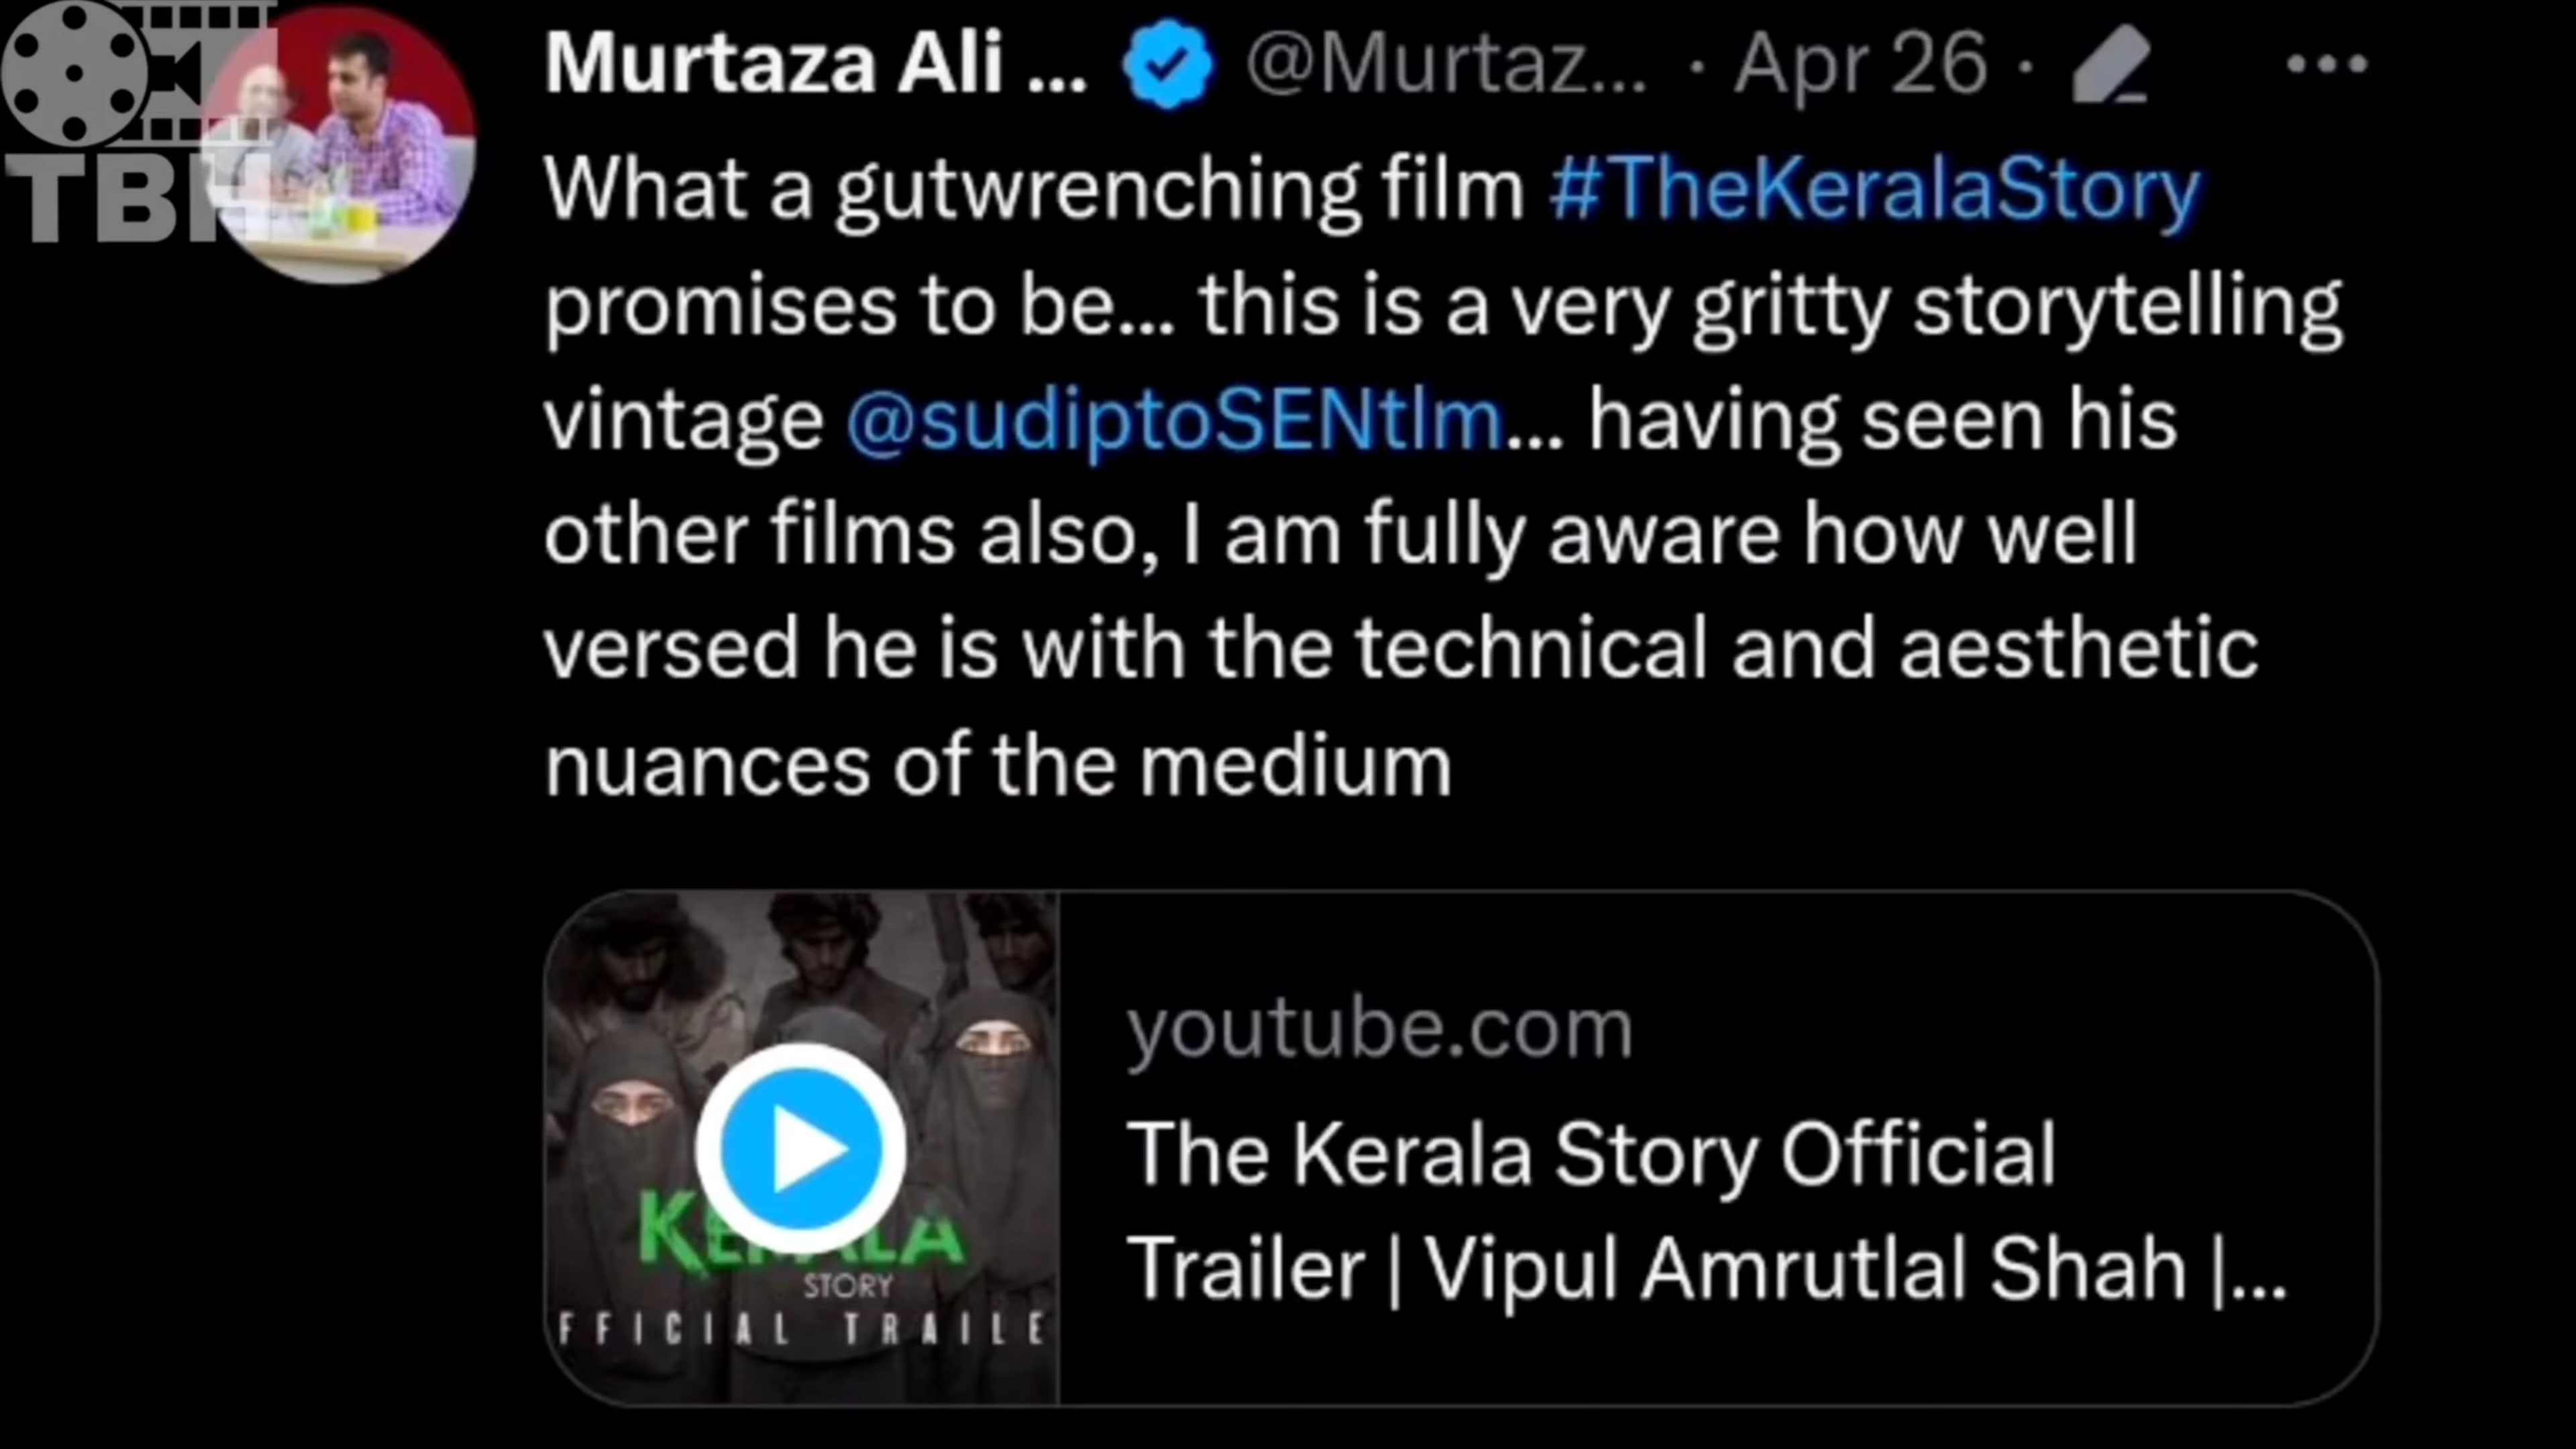 TBH
Murtaza Ali ... @Murtaz... · Apr 26 · ...
What a gutwrenching film #TheKeralaStory
promises to be... this is a very gritty storytelling
vintage @sudiptoSENtlm... having seen his
other films also, I am fully aware how well
versed he is with the technical and aesthetic
nuances of the medium
youtube.com
The Kerala Story Official
Trailer | Vipul Amrutlal Shah |...
STORY
FFICIAL TRAILE